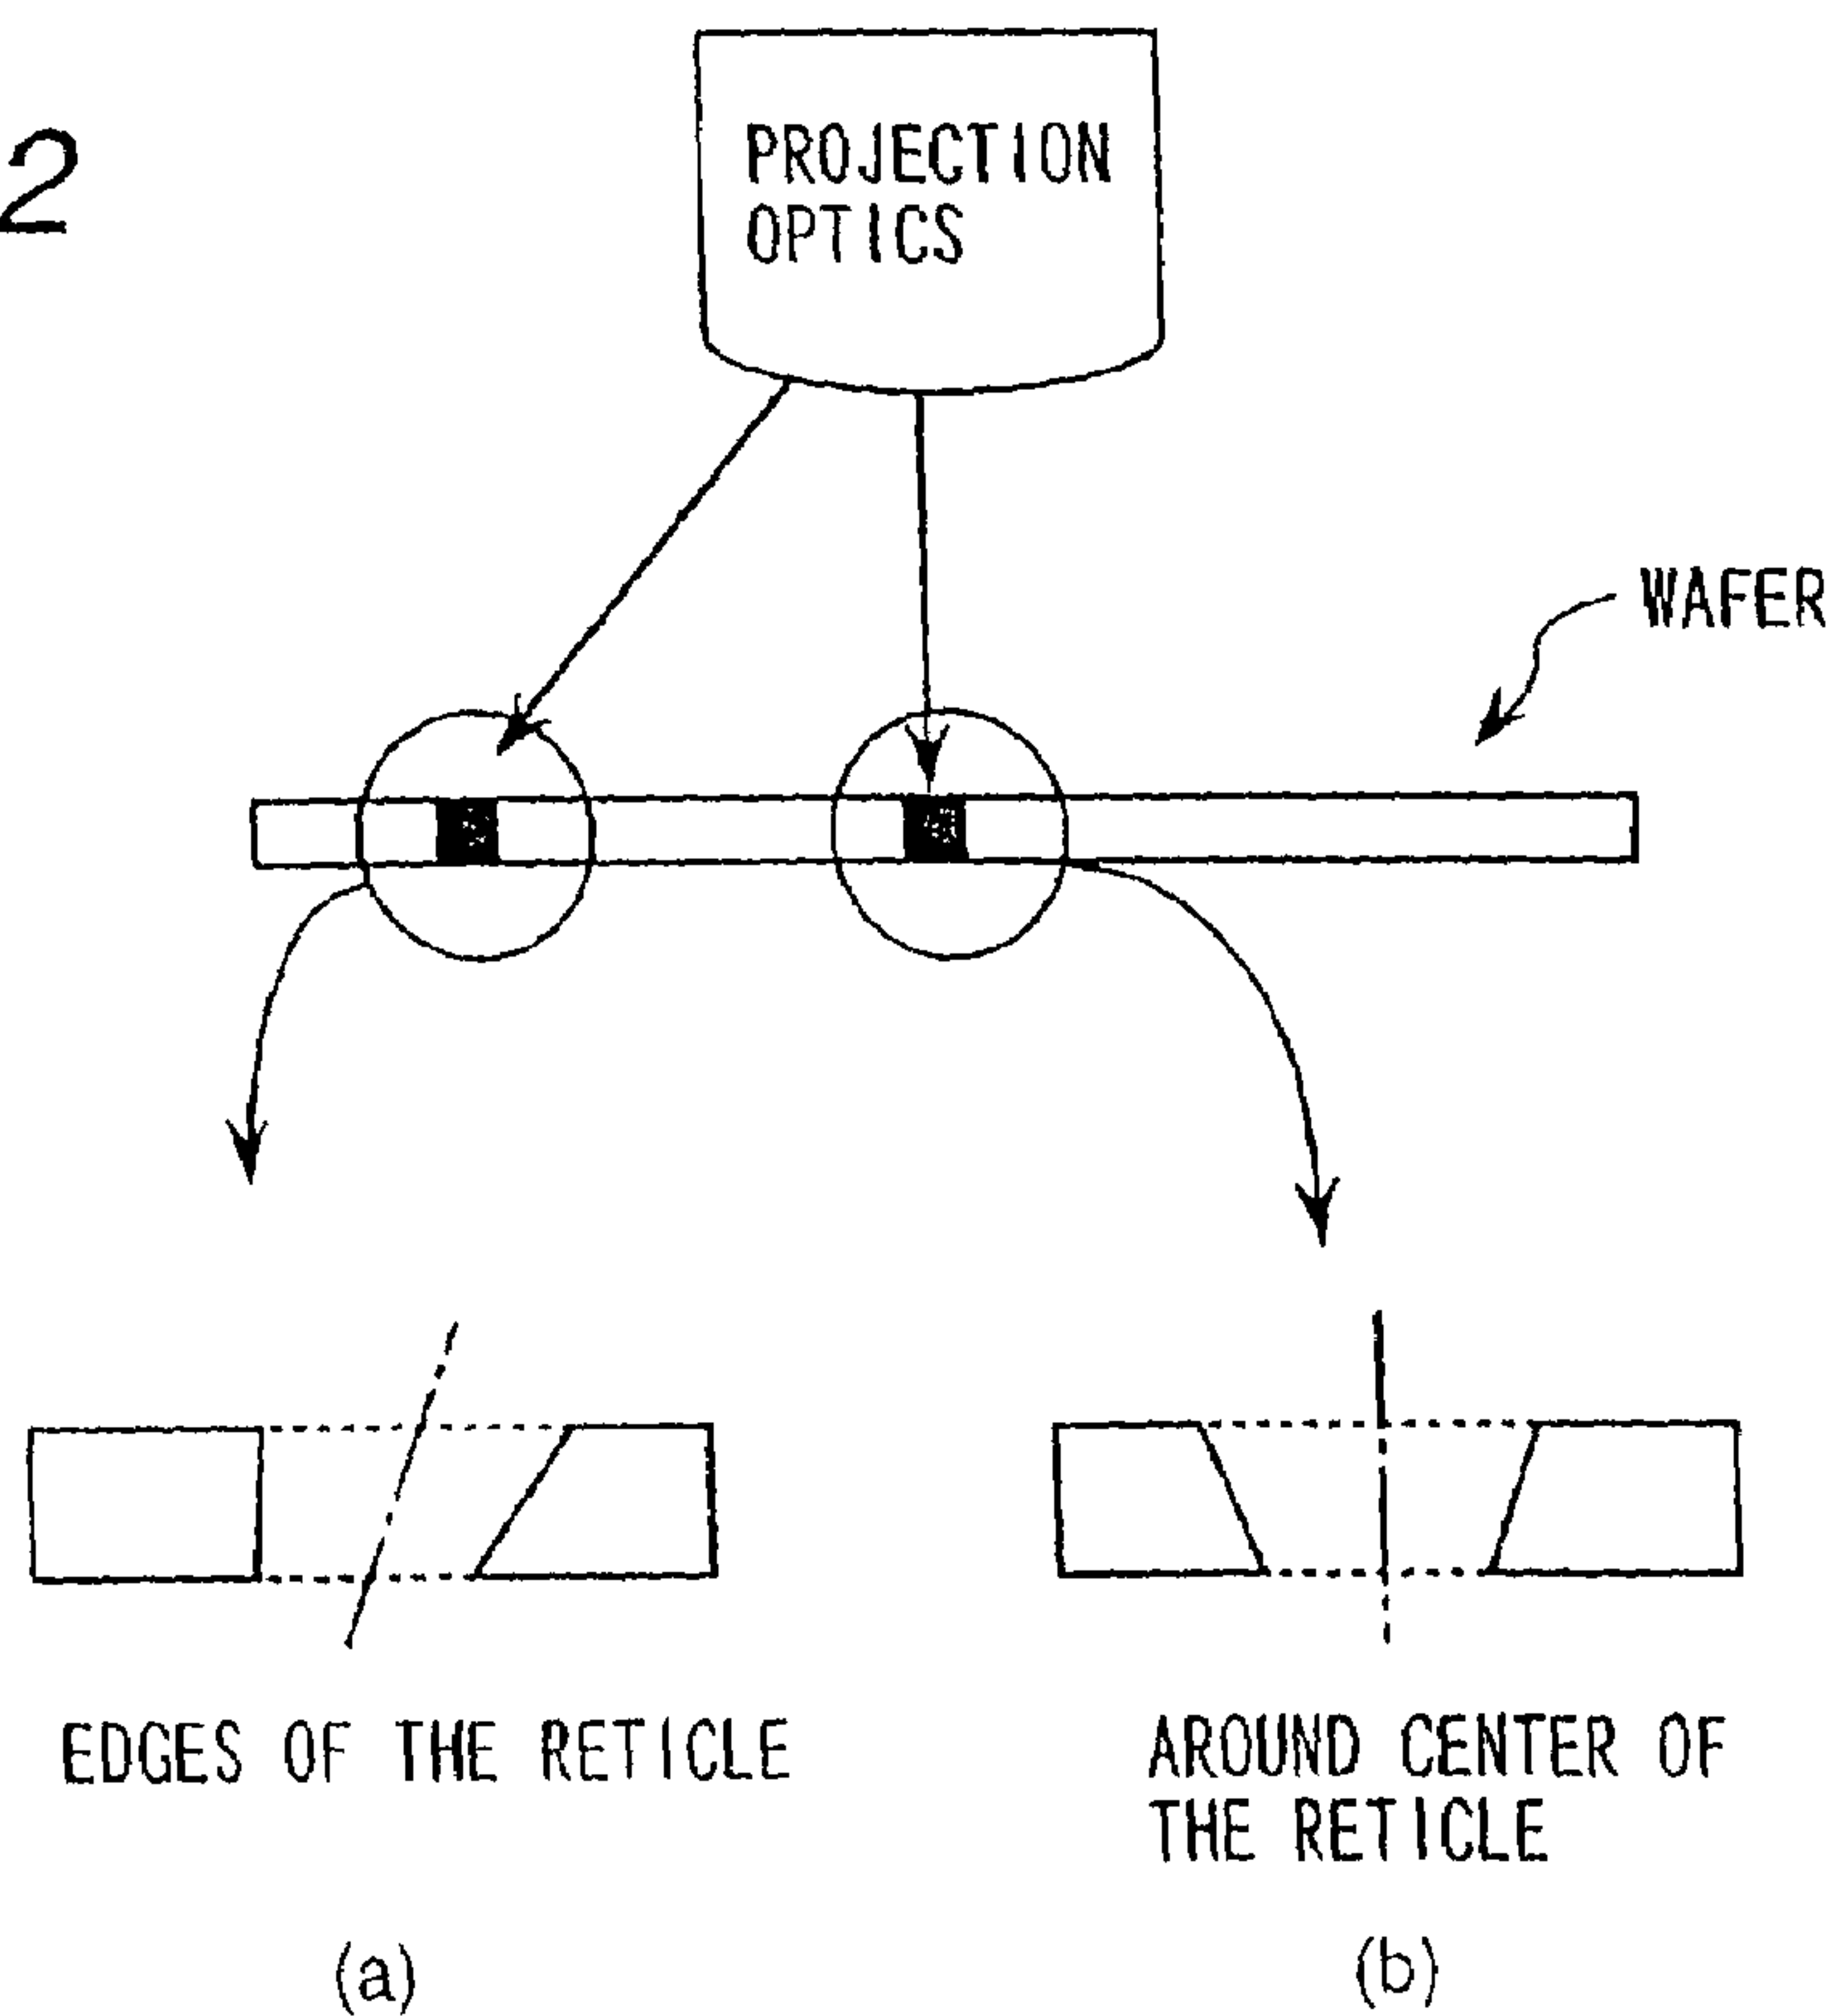 2
PROJECTION
OPTICS
WAFER
EDGES OF THE RETICLE
AROUND CENTER OF
THE RETICLE
(a)
(b)